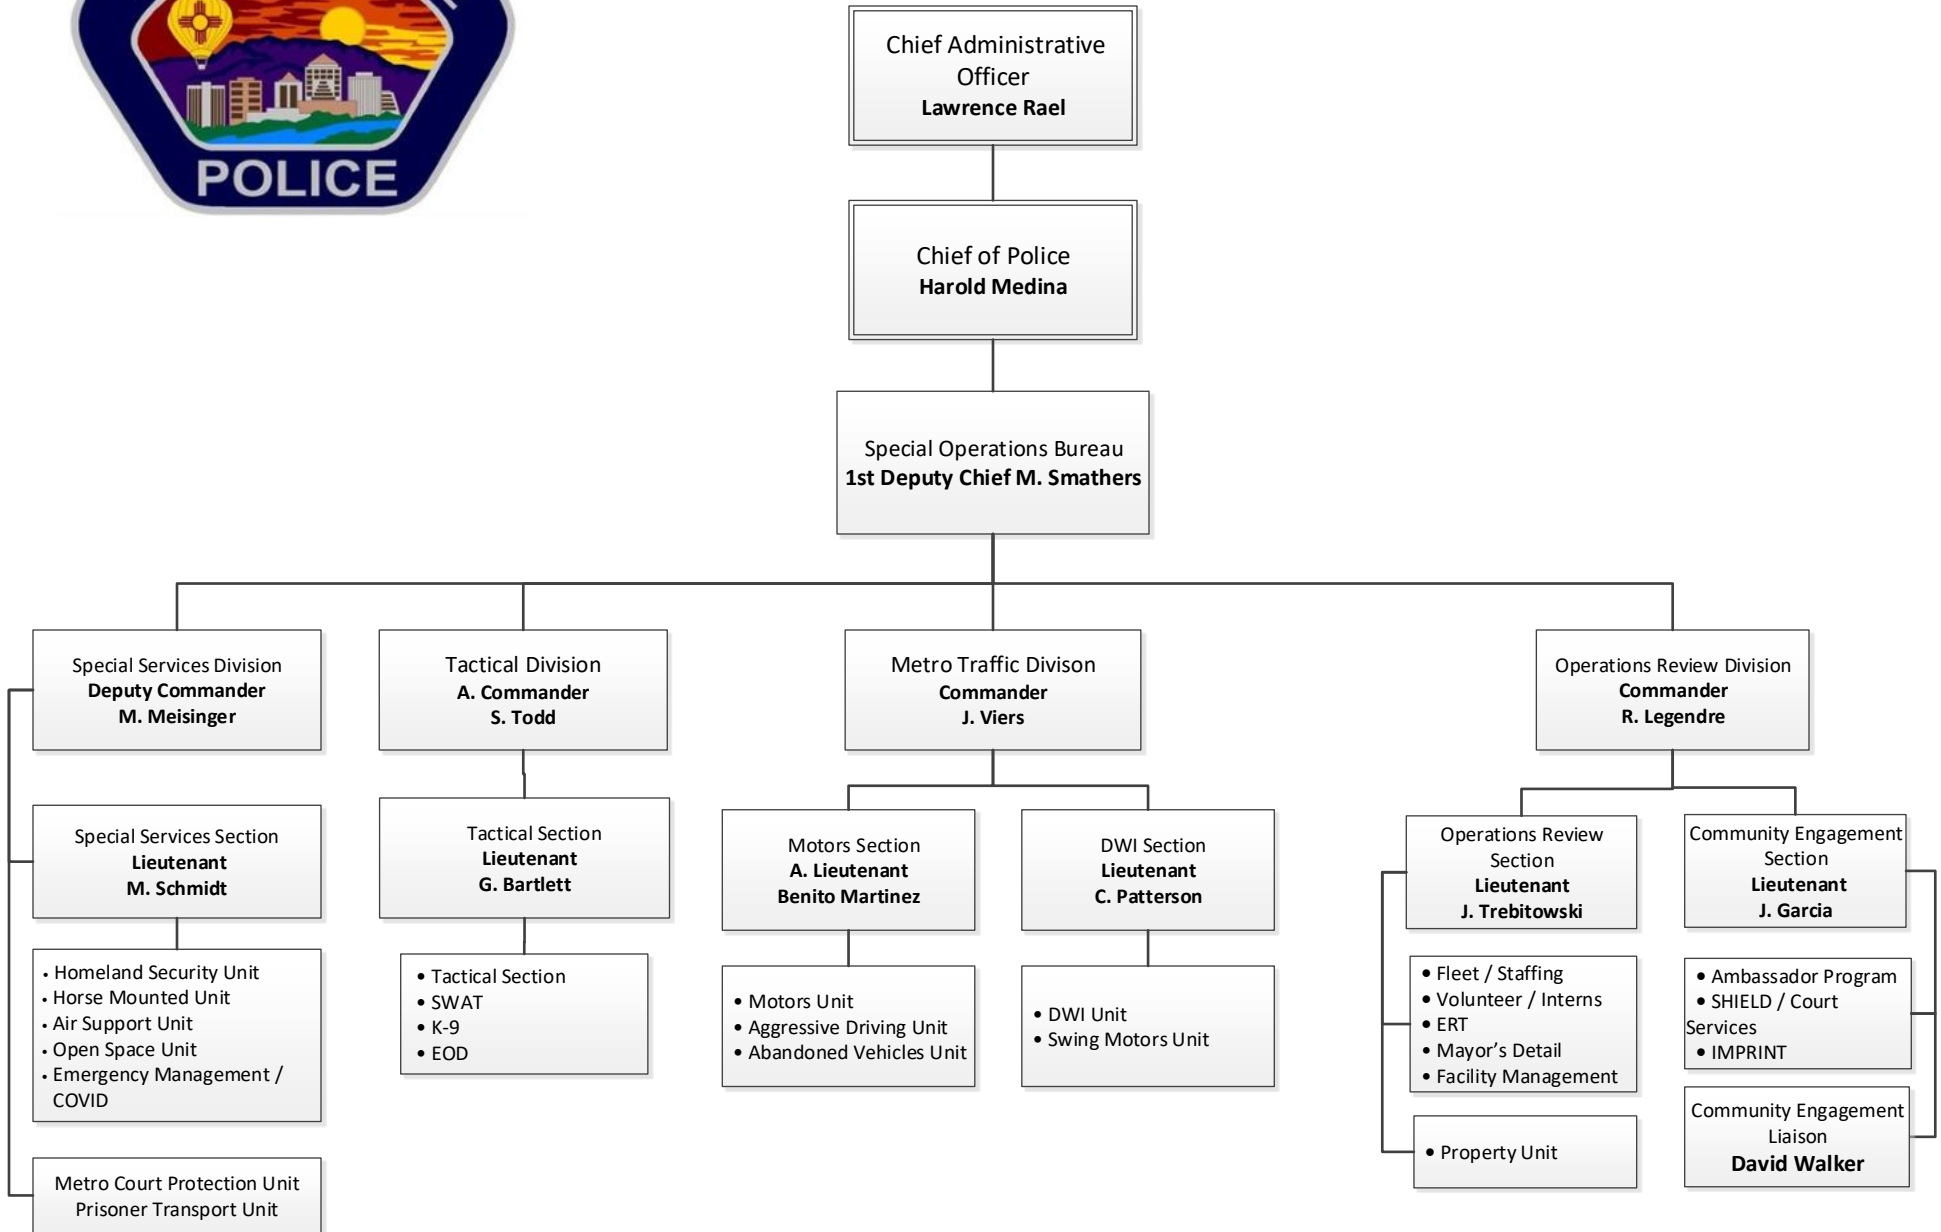 POLICE
Chief Administrative
Officer
Lawrence Rael
Chief of Police
Harold Medina
Special Operations Bureau
1st Deputy Chief M. Smathers
Special Services Division
Deputy Commander
M. Meisinger
Tactical Division
A. Commander
S. Todd
Metro Traffic Divison
Commander
J. Viers
Operations Review Division
Commander
R. Legendre
Special Services Section
Lieutenant
M. Schmidt
Tactical Section
Lieutenant
G. Bartlett
Motors Section
A. Lieutenant
Benito Martinez
DWI Section
Lieutenant
C. Patterson
Operations Review
Section
Lieutenant
J. Trebitowski
Community Engagement
Section
Lieutenant
J. Garcia
• Homeland Security Unit
• Horse Mounted Unit
• Air Support Unit
• Open Space Unit
• Emergency Management /
COVID
• Tactical Section
• SWAT
• K-9
• EOD
• Motors Unit
• Aggressive Driving Unit
• Abandoned Vehicles Unit
• DWI Unit
• Swing Motors Unit
• Fleet / Staffing
• Volunteer / Interns
• ERT
• Mayor's Detail
• Facility Management
• Ambassador Program
• SHIELD / Court
Services
• IMPRINT
Metro Court Protection Unit
Prisoner Transport Unit
• Property Unit
Community Engagement
Liaison
David Walker